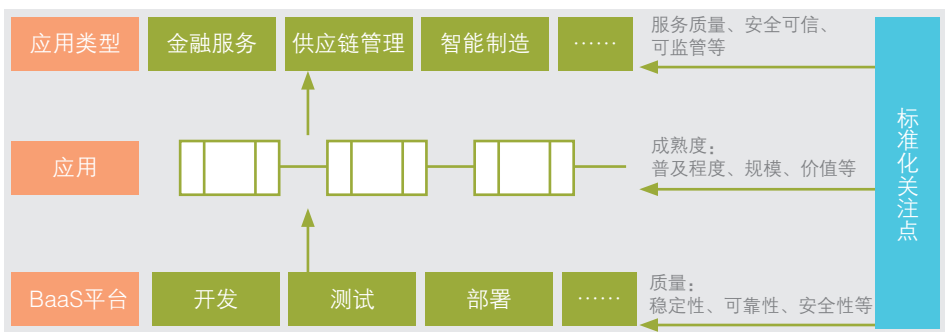 应用类型
金融服务
供应链管理
智能制造
……
服务质量、安全可信、
可监管等
应用
成熟度：
普及程度、规模、价值等
BaaS平台
开发
测试
部署
……
质量：
稳定性、可靠性、安全性等
标准化关注点